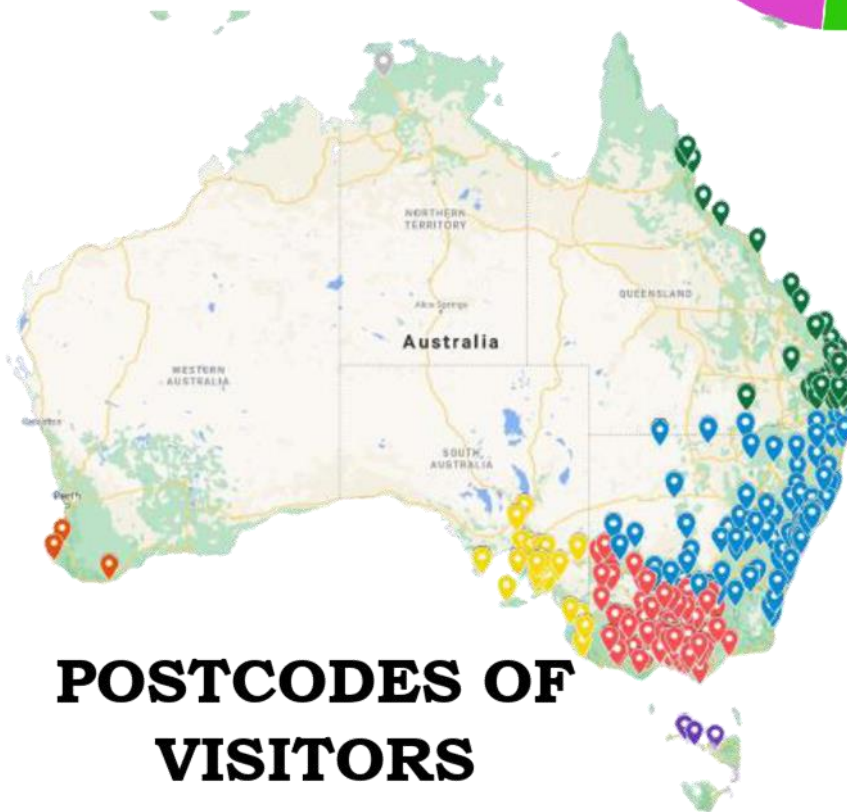 NORTHERN
TERRITORY
QUEENSLAND
Alice Springs
Australia
WESTERN
AUSTRALIA
SOUTH
AUSTRALIA
Perth
POSTCODES OF
VISITORS